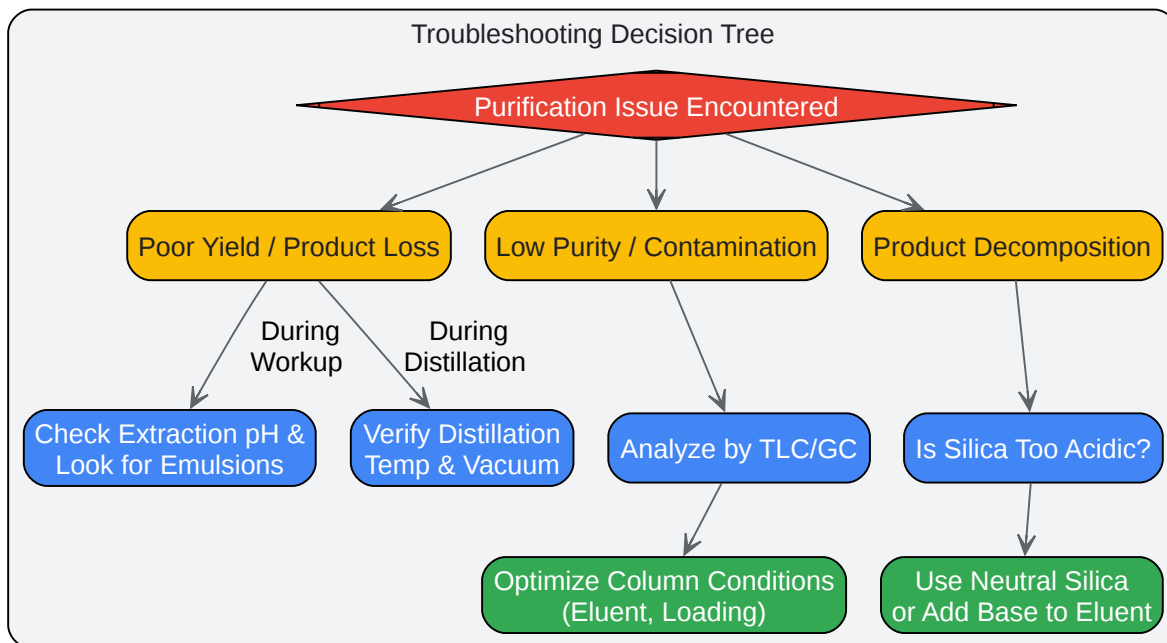 Troubleshooting Decision Tree
Purification Issue Encountered
Poor Yield / Product Loss
Low Purity / Contamination
Product Decomposition
During
Workup
During
Distillation
Check Extraction pH &
Look for Emulsions
Verify Distillation
Temp & Vacuum
Analyze by TLC/GC
Is Silica Too Acidic?
Optimize Column Conditions
(Eluent, Loading)
Use Neutral Silica
or Add Base to Eluent